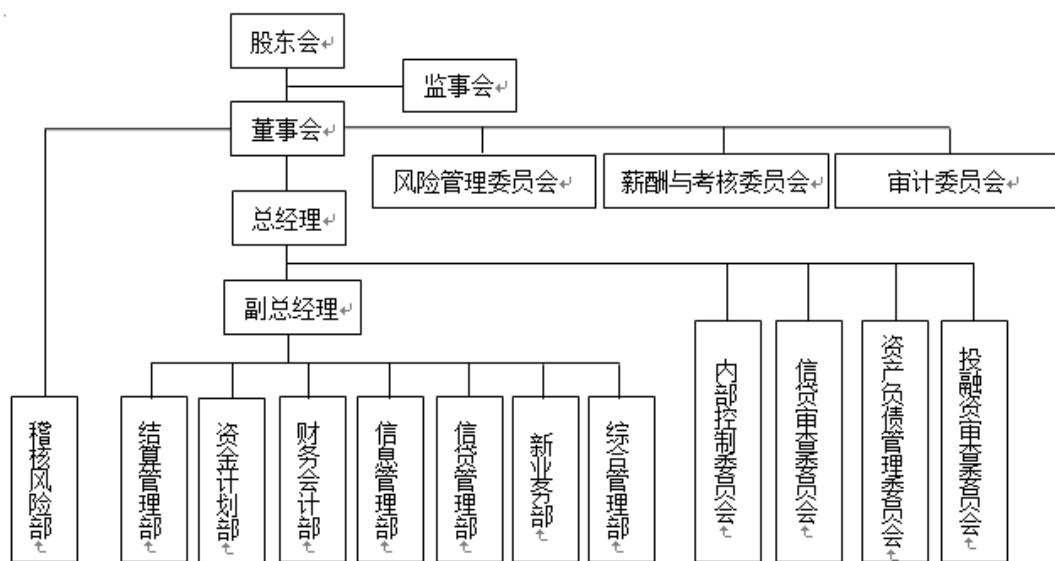 股东会
监事会
董事会
风险管理委员会
薪酬与考核委员会
审计委员会
总经理
副总经理
稽核风险部
结算管理部
资金计划部
财务会计部
信息管理部
信贷管理部
新业务部
综合管理部
内部控制委员会
信贷审查委员会
资产负债管理委员会
投融资审查委员会